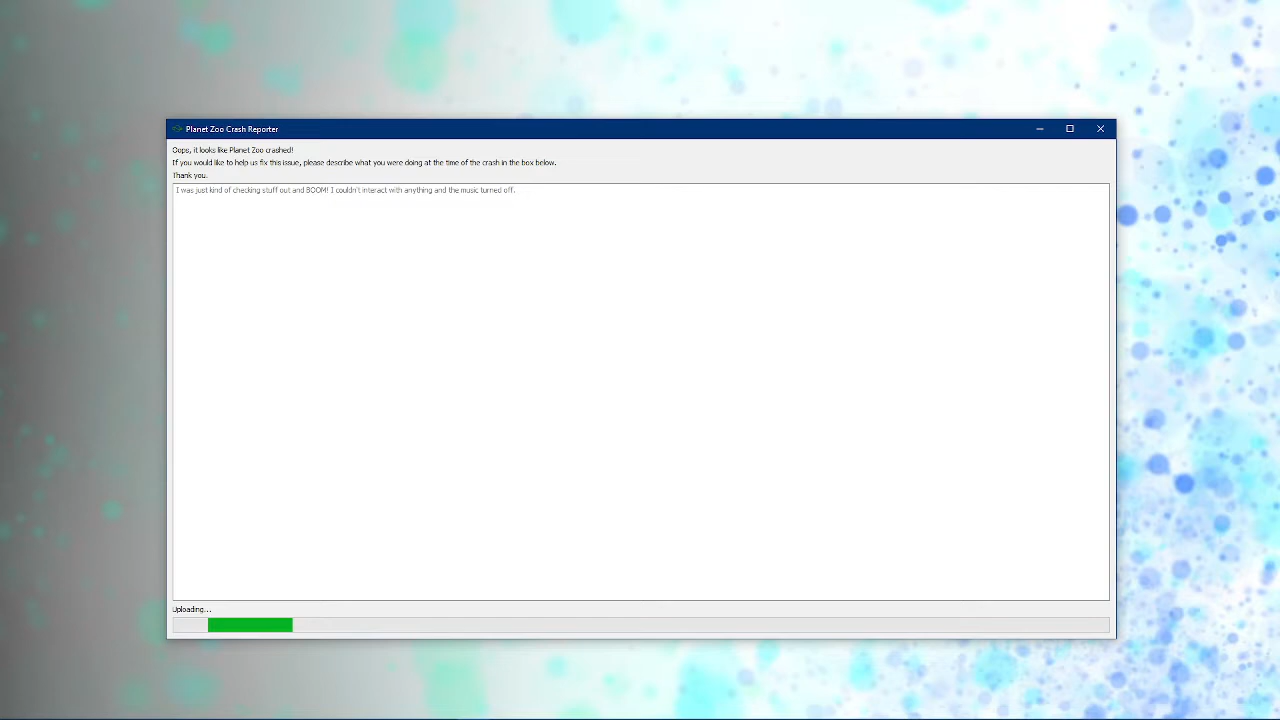 Planet Zoo Crash Reporter
Oops, it looks like Planet Zoo crashed!
If you would like to help us fix this issue, please describe what you were doing at the time of the crash in the box below.
Thank you.
I was just kind of checking stuff out and BOOM! I couldn't interact with anything and the music turned off.
Uploading...